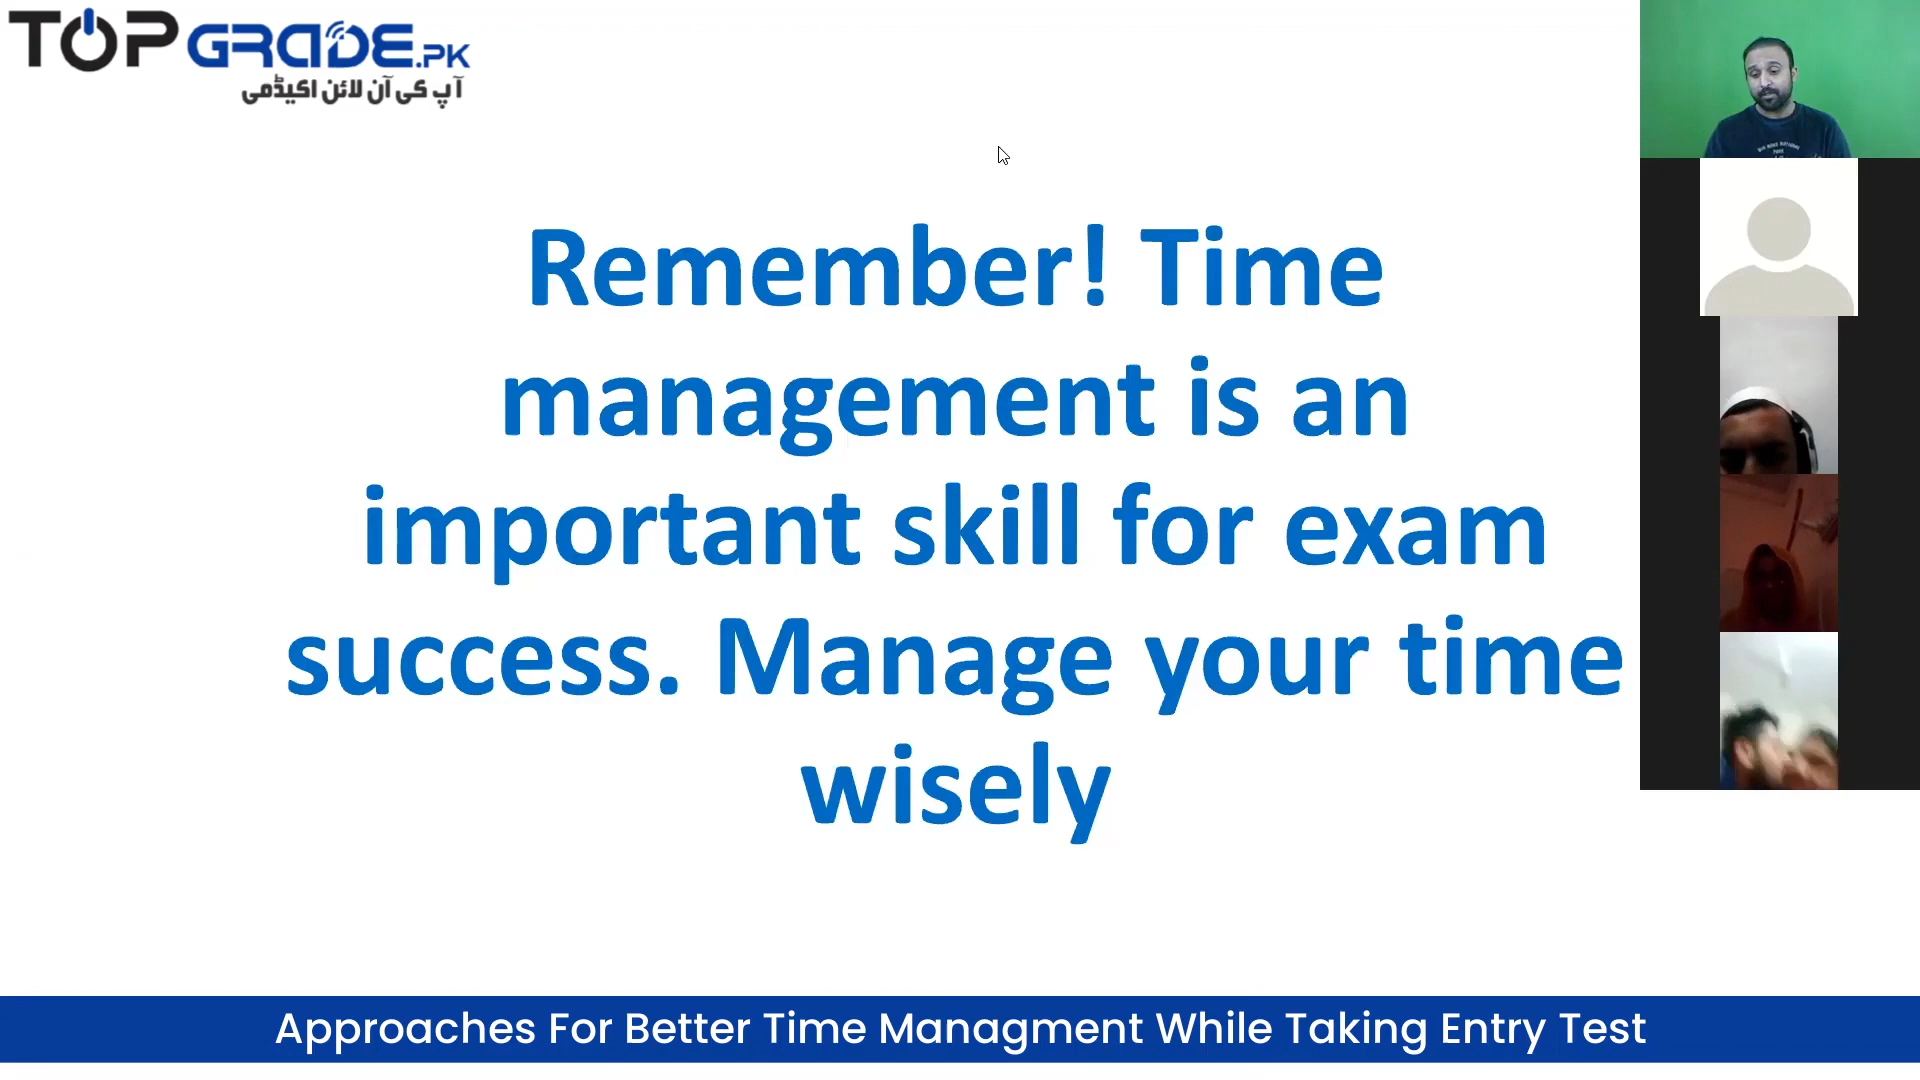 TOPGRADE.PK
آپ کی آن لائن اکیڈمی
Remember! Time
management is an
important skill for exam
success. Manage your time
wisely
Approaches For Better Time Managment While Taking Entry Test